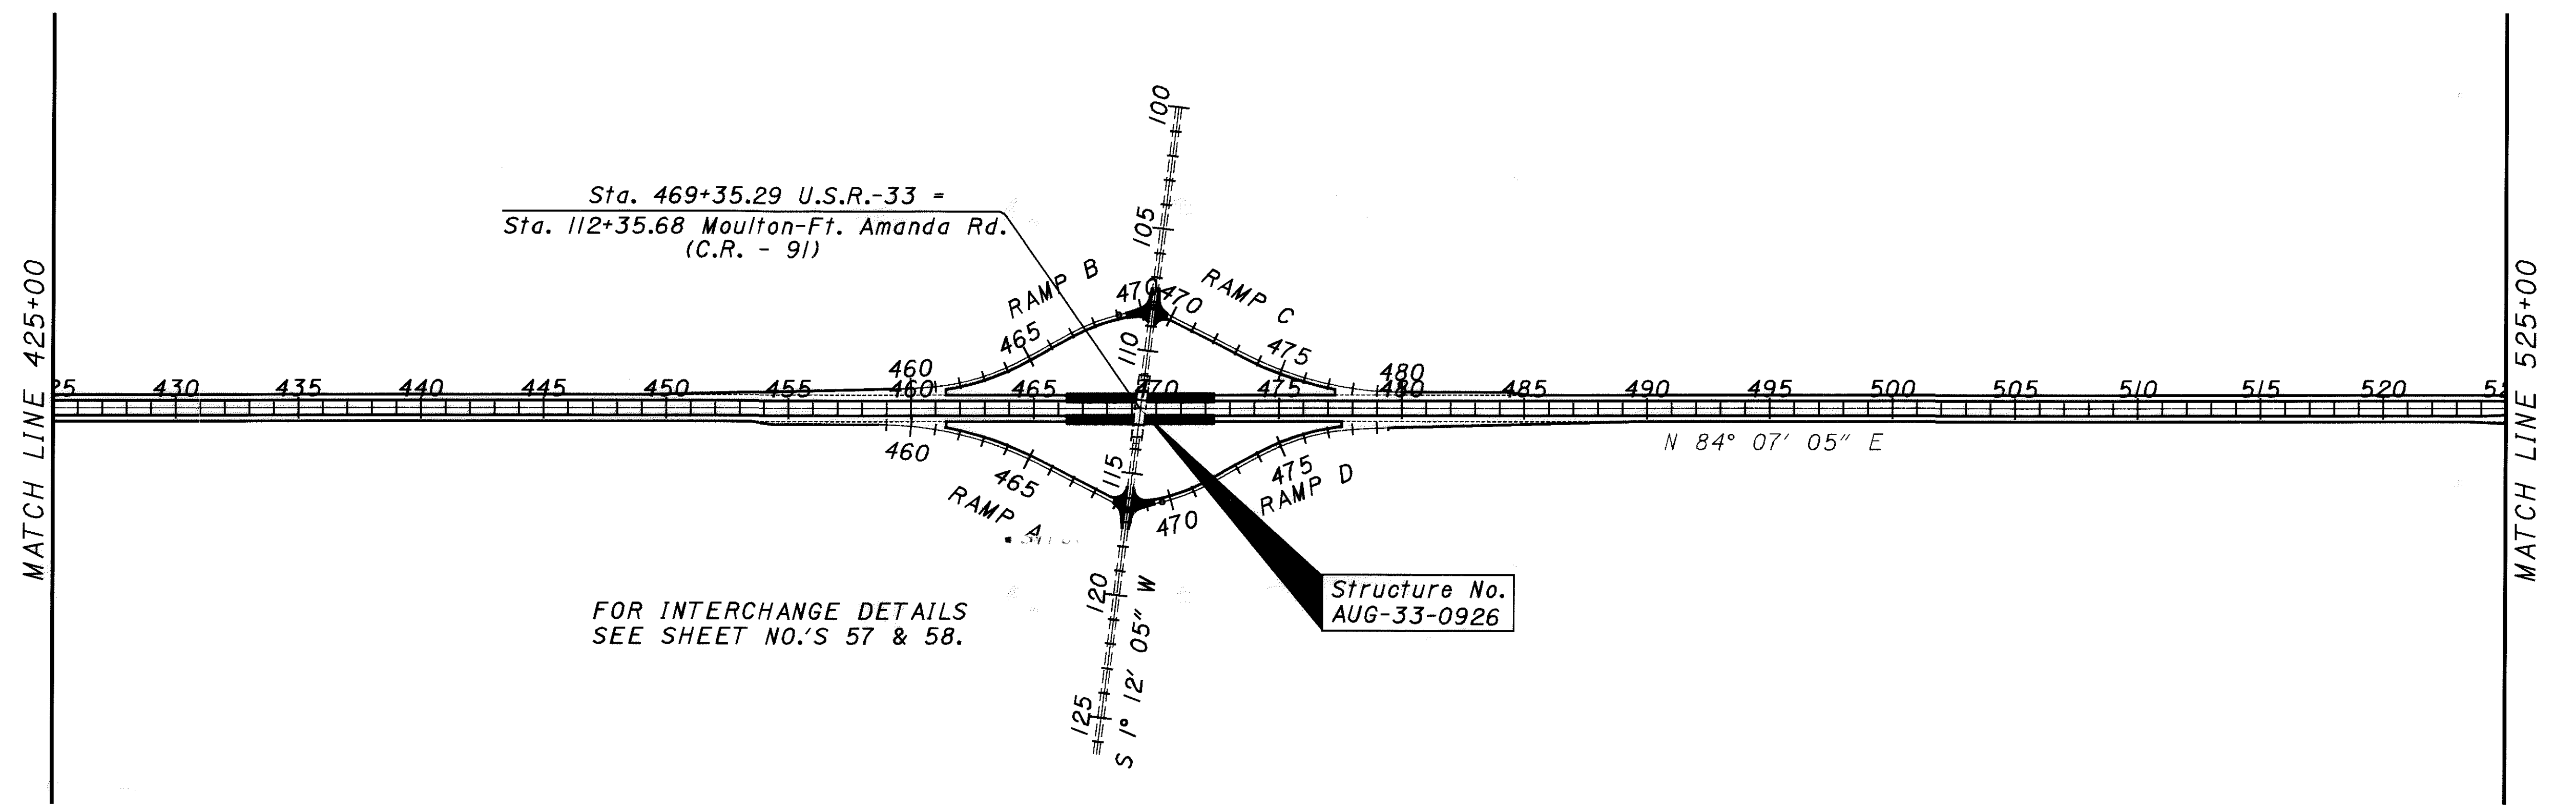 MATCH LINE 425+00
Sta. 469+35.29 U.S.R.-33 =
Sta. 112+35.68 Moulton-Ft. Amanda Rd.
(C.R. - 91)
100
105
110
115
120
125
S 1° 12' 05" W
RAMP B
460
465
470
RAMP C
470
475
480
25 430 435 440 445 450 455 460 465 470 475 480 485 490 495 500 505 510 515 520 52
N 84° 07' 05" E
460
465
RAMP A
470
475
RAMP D
Structure No.
AUG-33-0926
FOR INTERCHANGE DETAILS
SEE SHEET NO.'S 57 & 58.
MATCH LINE 525+00